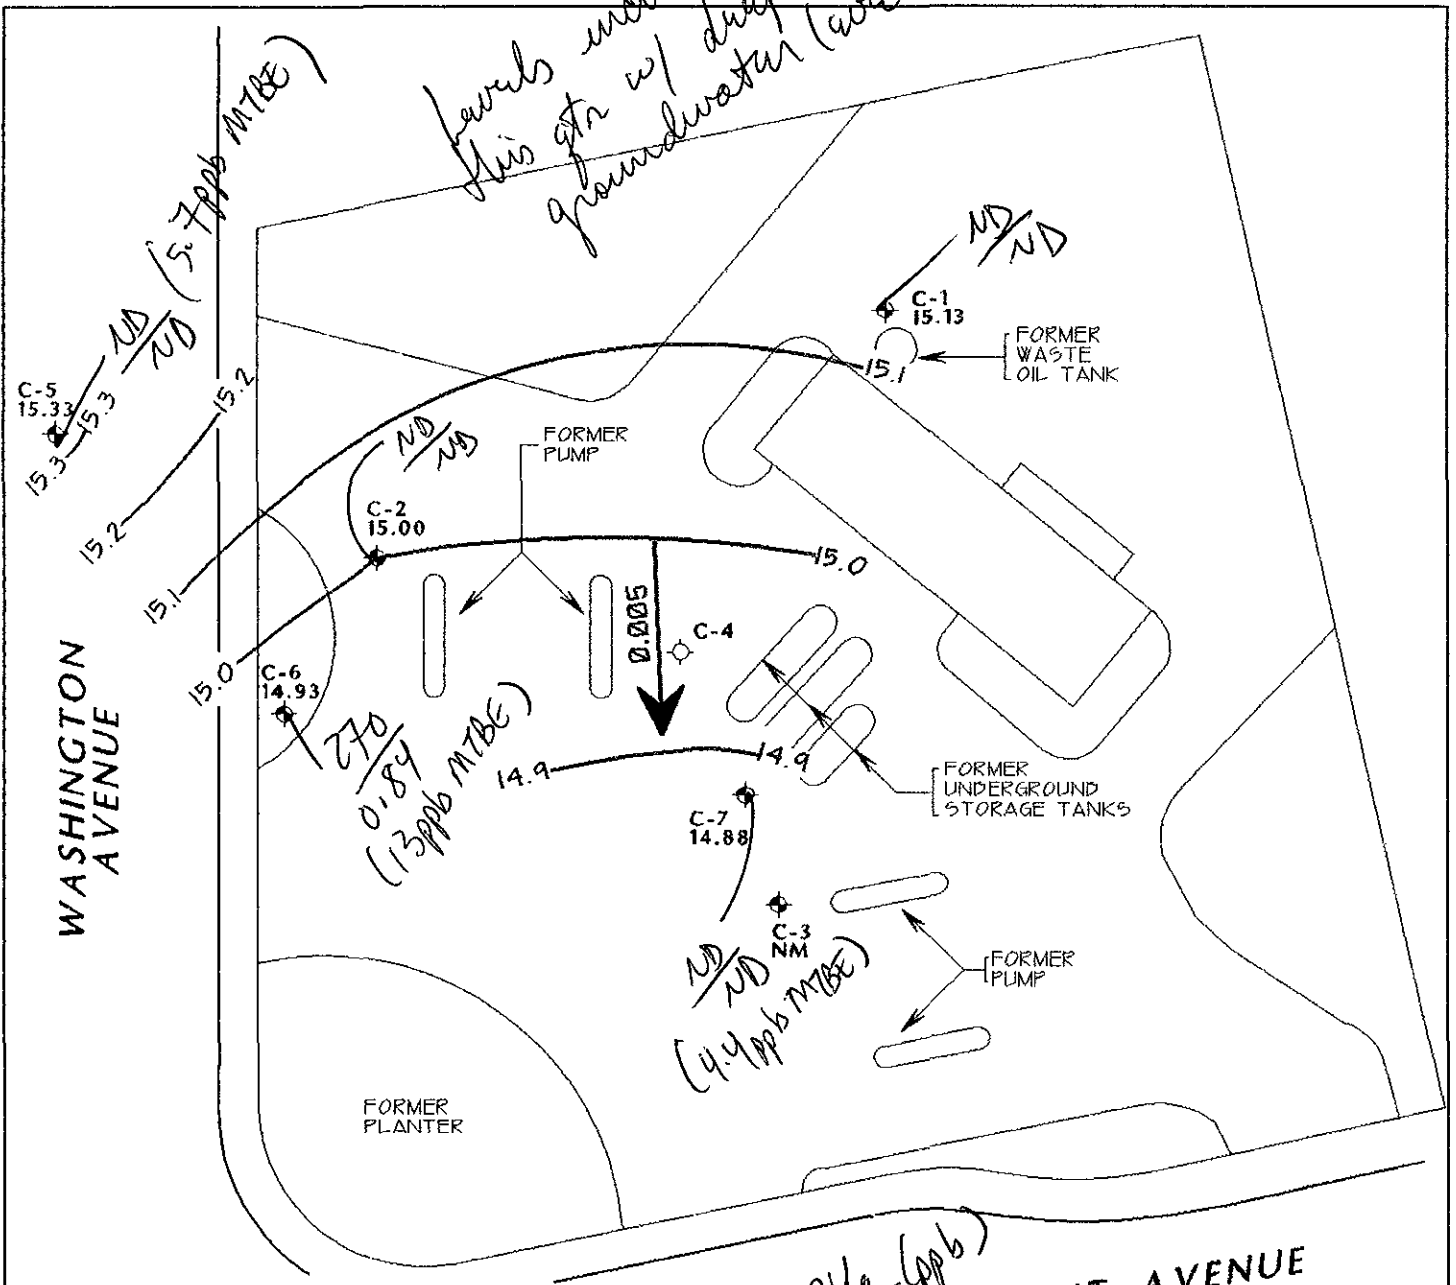 this qtr w/
groundwater
ND/ND (5.7ppb MTBE)
ND/ND
C-1
15.13
FORMER
WASTE
OIL TANK
15.1
C-5
15.33
15.3
15.3
15.2
15.2
ND/ND
FORMER
PUMP
C-2
15.00
15.0
15.1
15.0
0.005
C-4
C-6
14.93
270/0.84
(13ppb MTBE)
14.9
14.9
FORMER
UNDERGROUND
STORAGE TANKS
WASHINGTON
AVENUE
C-7
14.88
C-3
NM
ND/ND
(4.4ppb MTBE)
FORMER
PUMP
FORMER
PLANTER
(ppb)
AVENUE